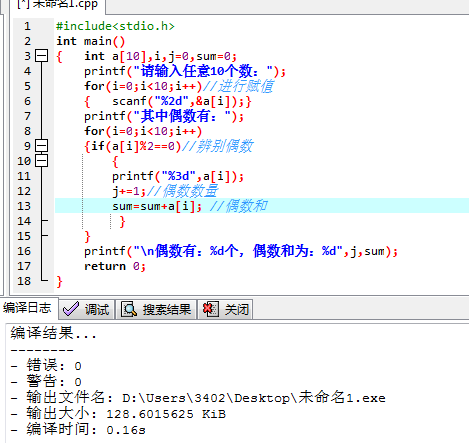 [*] 未命名1.cpp
1 #include<stdio.h>
2 int main()
3 { int a[10],i,j=0,sum=0;
4 printf("请输入任意10个数：");
5 for(i=0;i<10;i++)//进行赋值
6 { scanf("%2d",&a[i]);}
7 printf("其中偶数有：");
8 for(i=0;i<10;i++)
9 {if(a[i]%2==0)//辨别偶数
10 {
11 printf("%3d",a[i]);
12 j+=1;//偶数数量
13 sum=sum+a[i]; //偶数和
14 }
15 }
16 printf("\n偶数有：%d个，偶数和为：%d",j,sum);
17 return 0;
18 }
编译日志 调试 搜索结果 关闭
编译结果...
--------
- 错误：0
- 警告：0
- 输出文件名：D:\Users\3402\Desktop\未命名1.exe
- 输出大小：128.6015625 KiB
- 编译时间：0.16s